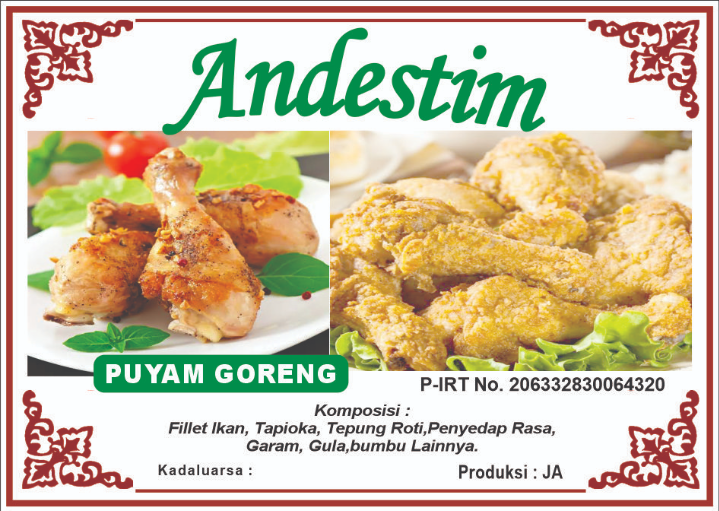 Andestim
PUYAM GORENG
P-IRT No. 206332830064320
Komposisi :
Fillet Ikan, Tapioka, Tepung Roti,Penyedap Rasa,
Garam, Gula,bumbu Lainnya.
Kadaluarsa :
Produksi : JA